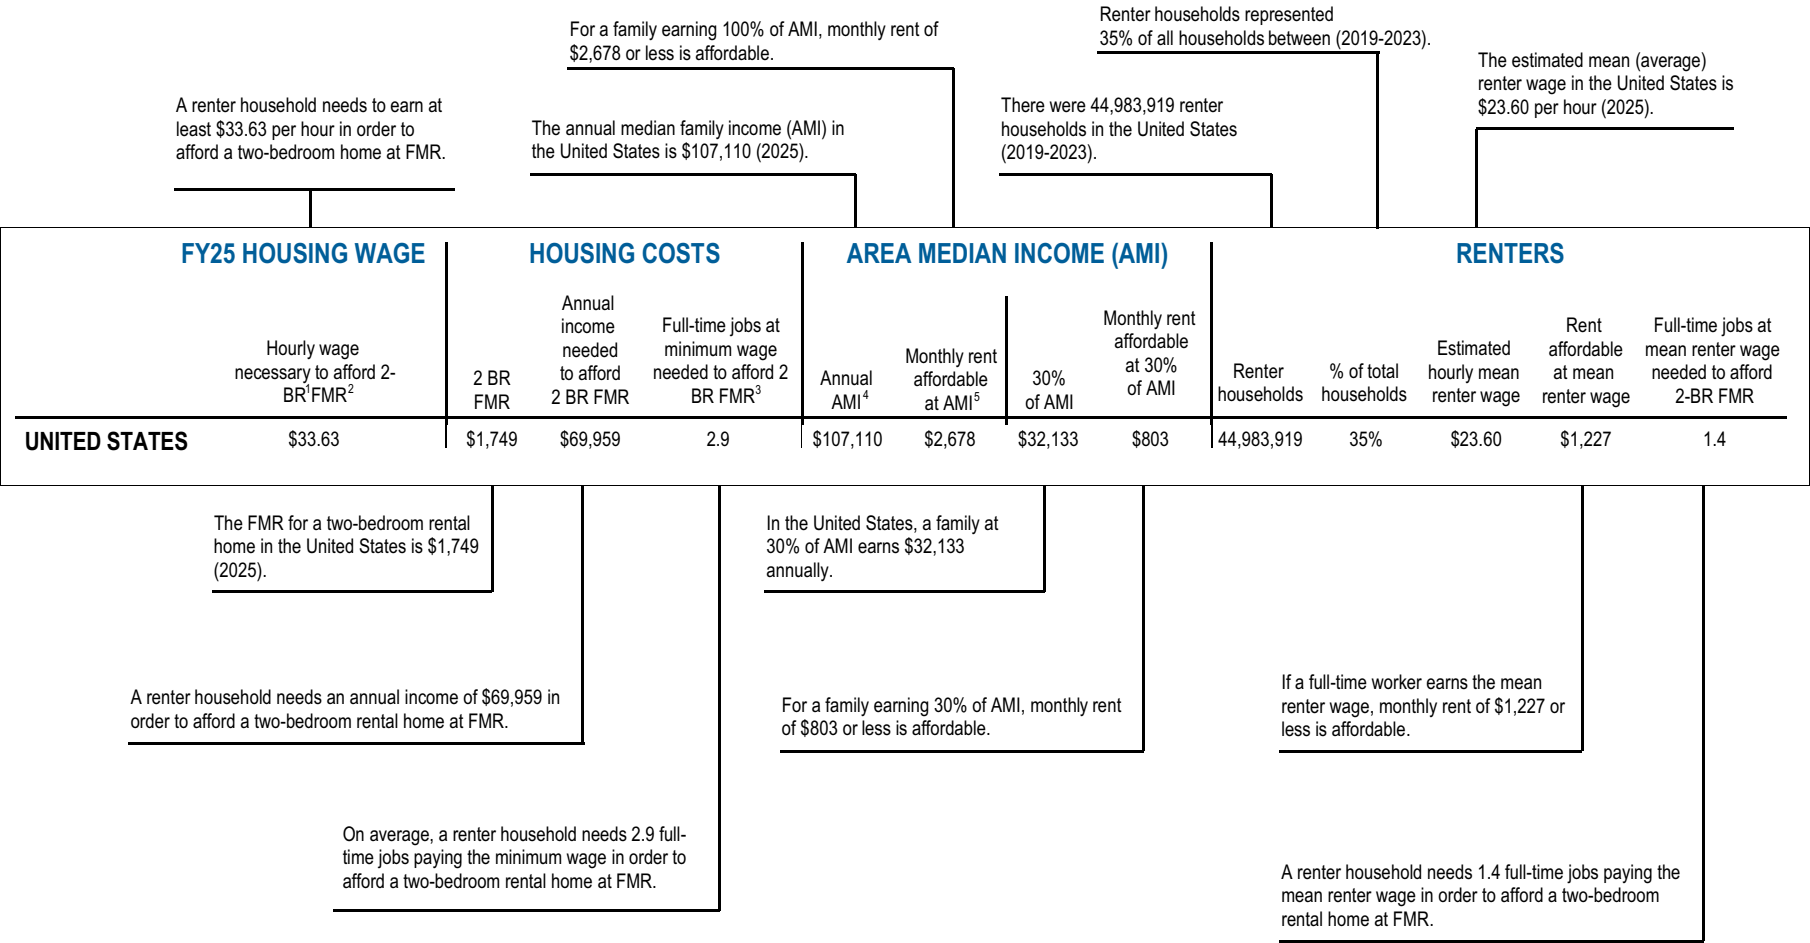 For a family earning 100% of AMI, monthly rent of
$2,678 or less is affordable.
Renter households represented
35% of all households between (2019-2023).
The estimated mean (average)
renter wage in the United States is
$23.60 per hour (2025).
A renter household needs to earn at
least $33.63 per hour in order to
afford a two-bedroom home at FMR.
The annual median family income (AMI) in
the United States is $107,110 (2025).
There were 44,983,919 renter
households in the United States
(2019-2023).
FY25 HOUSING WAGE
HOUSING COSTS
AREA MEDIAN INCOME (AMI)
RENTERS
Hourly wage
necessary to afford 2-
BR1FMR2
2 BR
FMR
Annual
income
needed
to afford
2 BR FMR
Full-time jobs at
minimum wage
needed to afford 2
BR FMR3
Annual
AMI4
Monthly rent
affordable
at AMI5
30%
of AMI
Monthly rent
affordable
at 30%
of AMI
Renter
households
% of total
households
Estimated
hourly mean
renter wage
Rent
affordable
at mean
renter wage
Full-time jobs at
mean renter wage
needed to afford
2-BR FMR
UNITED STATES $33.63 $1,749 $69,959 2.9 $107,110 $2,678 $32,133 $803 44,983,919 35% $23.60 $1,227 1.4
The FMR for a two-bedroom rental
home in the United States is $1,749
(2025).
In the United States, a family at
30% of AMI earns $32,133
annually.
A renter household needs an annual income of $69,959 in
order to afford a two-bedroom rental home at FMR.
For a family earning 30% of AMI, monthly rent
of $803 or less is affordable.
If a full-time worker earns the mean
renter wage, monthly rent of $1,227 or
less is affordable.
On average, a renter household needs 2.9 full-
time jobs paying the minimum wage in order to
afford a two-bedroom rental home at FMR.
A renter household needs 1.4 full-time jobs paying the
mean renter wage in order to afford a two-bedroom
rental home at FMR.